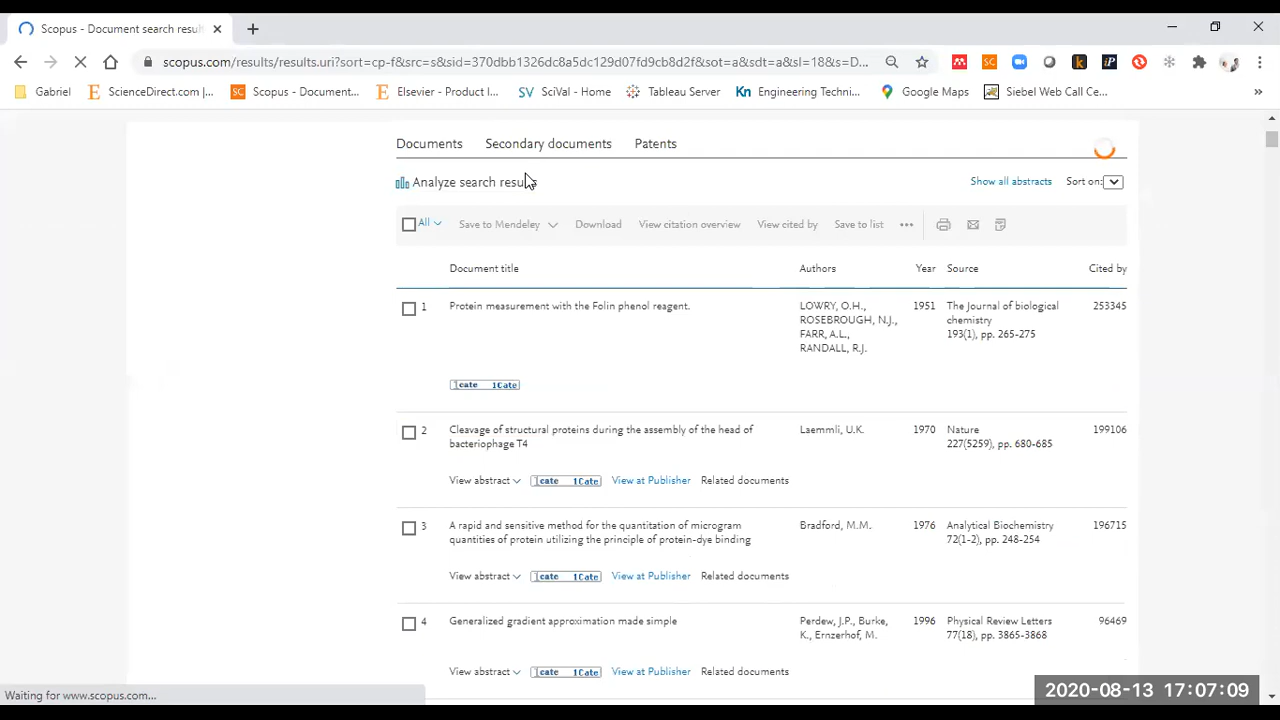 Scopus - Document search result
scopus.com/results/results.uri?sort=cp-f&src=s&sid=370dbb1326dc8a5dc129d07fd9cb8d2f&sot=a&sdt=a&sl=18&s=D...
Gabriel ScienceDirect.com |... Scopus - Document... Elsevier - Product I... SciVal - Home Tableau Server Engineering Techni... Google Maps Siebel Web Call Ce... »
Documents Secondary documents Patents
Analyze search results Show all abstracts Sort on:
All Save to Mendeley Download View citation overview View cited by Save to list •••
Document title Authors Year Source Cited by
1 Protein measurement with the Folin phenol reagent. LOWRY, O.H., 1951 The Journal of biological 253345
ROSEBROUGH, N.J., chemistry
FARR, A.L., 193(1), pp. 265-275
RANDALL, R.J.
1Cate
2 Cleavage of structural proteins during the assembly of the head of Laemmli, U.K. 1970 Nature 199106
bacteriophage T4 227(5259), pp. 680-685
View abstract 1Cate View at Publisher Related documents
3 A rapid and sensitive method for the quantitation of microgram Bradford, M.M. 1976 Analytical Biochemistry 196715
quantities of protein utilizing the principle of protein-dye binding 72(1-2), pp. 248-254
View abstract 1Cate View at Publisher Related documents
4 Generalized gradient approximation made simple Perdew, J.P., Burke, 1996 Physical Review Letters 96469
K., Ernzerhof, M. 77(18), pp. 3865-3868
View abstract 1Cate View at Publisher Related documents
Waiting for www.scopus.com...
2020-08-13 17:07:09